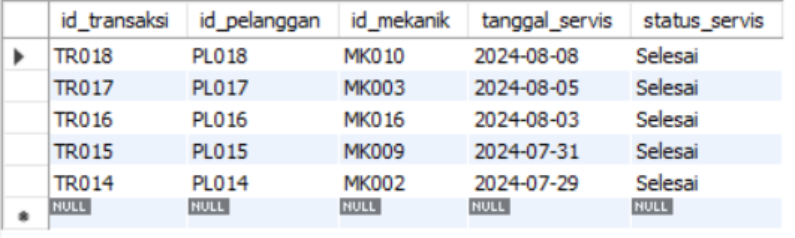 id_transaksi id_pelanggan id_mekanik tanggal_servis status_servis
TR018 PL018 MK010 2024-08-08 Selesai
TR017 PL017 MK003 2024-08-05 Selesai
TR016 PL016 MK016 2024-08-03 Selesai
TR015 PL015 MK009 2024-07-31 Selesai
TR014 PL014 MK002 2024-07-29 Selesai
NULL NULL NULL NULL NULL